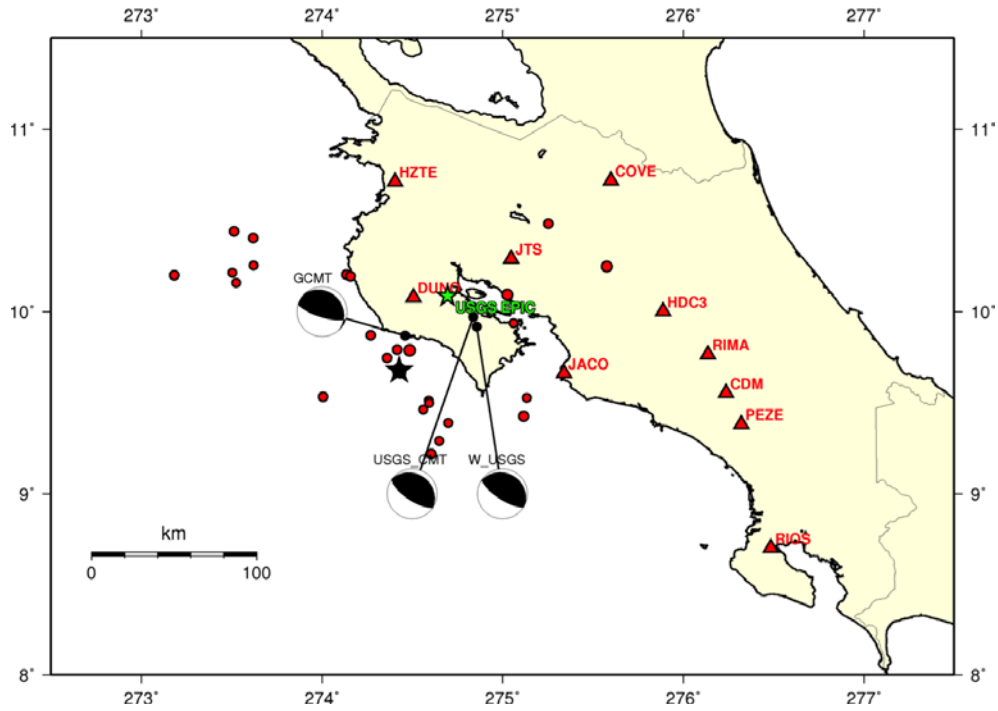 273° 274° 275° 276° 277°
11° 11°
HZTE
COVE
JTS
GCMT
DUNO
USGS EPIC
HDC3
10° 10°
RIMA
JACO
CDM
PEZE
USGS_CMT
W_USGS
9° 9°
km
RIOS
0 100
8° 8°
273° 274° 275° 276° 277°